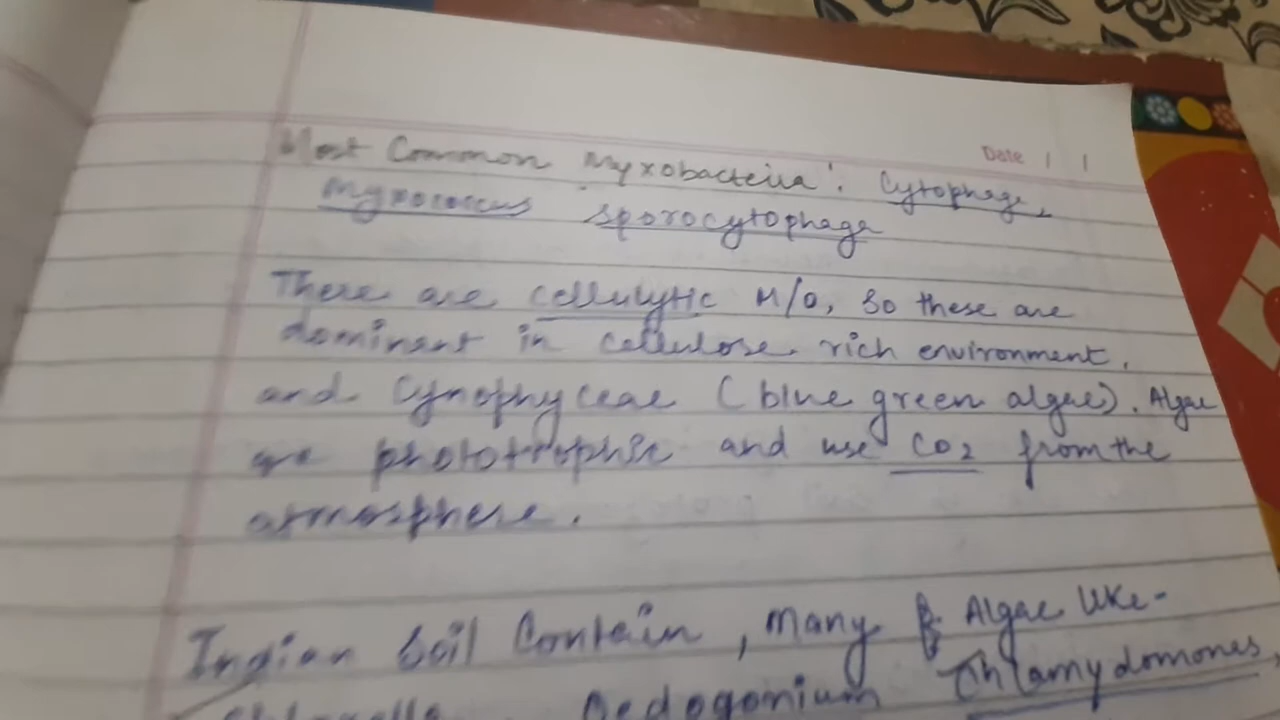 Most Common Myxobacteria : Cytophaga,
Date / /
Myxococcus Sporocytophaga
There are cellulytic M/O, So these are
dominant in cellulose rich environment.
and Cynophyceae (blue green algae). Algae
are phototrophic and use CO2 from the
atmosphere.
Indian Soil Contain, many Algae like-
Oedogonium Chlamydomones,